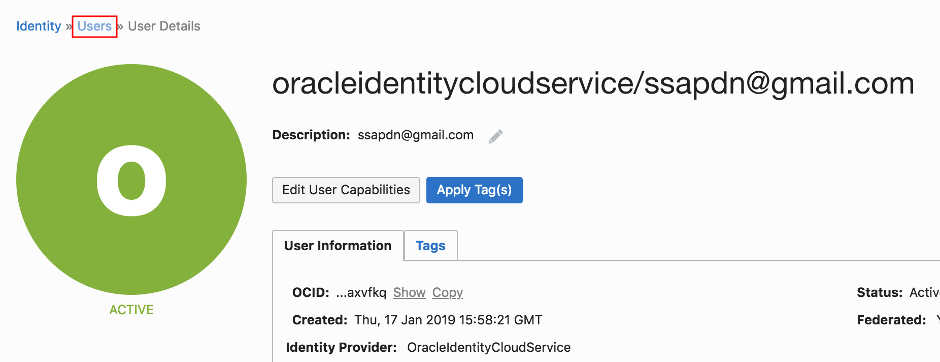 Identity » Users » User Details
oracleidentitycloudservice/ssapdn@gmail.com
Description: ssapdn@gmail.com
O
Edit User Capabilities Apply Tag(s)
User Information Tags
OCID: ...axvfkq Show Copy Status: Activ
Created: Thu, 17 Jan 2019 15:58:21 GMT Federated:
Identity Provider: OracleIdentityCloudService
ACTIVE